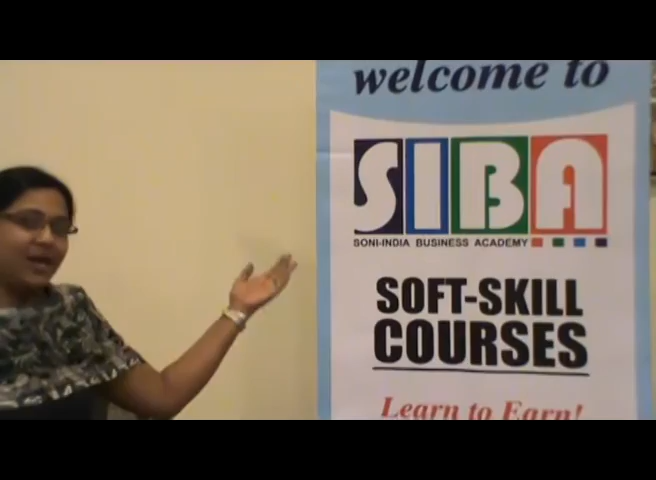 welcome to
SIBA
SONI-INDIA BUSINESS ACADEMY
SOFT-SKILL
COURSES
Learn to Earn!